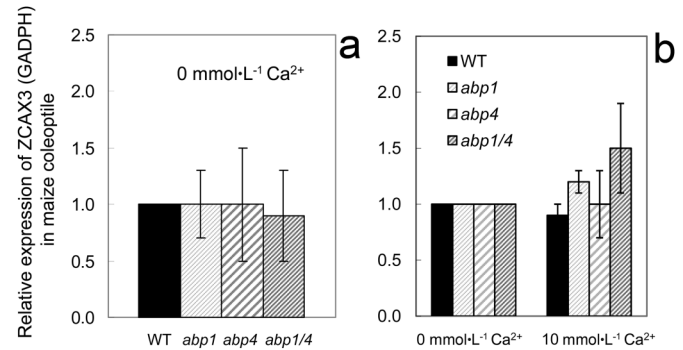 Relative expression of ZCAX3 (GADPH)
in maize coleoptile
a
0 mmol•L⁻¹ Ca²⁺
2.5
2.0
1.5
1.0
0.5
0.0
WT abp1 abp4 abp1/4
b
WT
abp1
abp4
abp1/4
2.5
2.0
1.5
1.0
0.5
0.0
0 mmol•L⁻¹ Ca²⁺ 10 mmol•L⁻¹ Ca²⁺